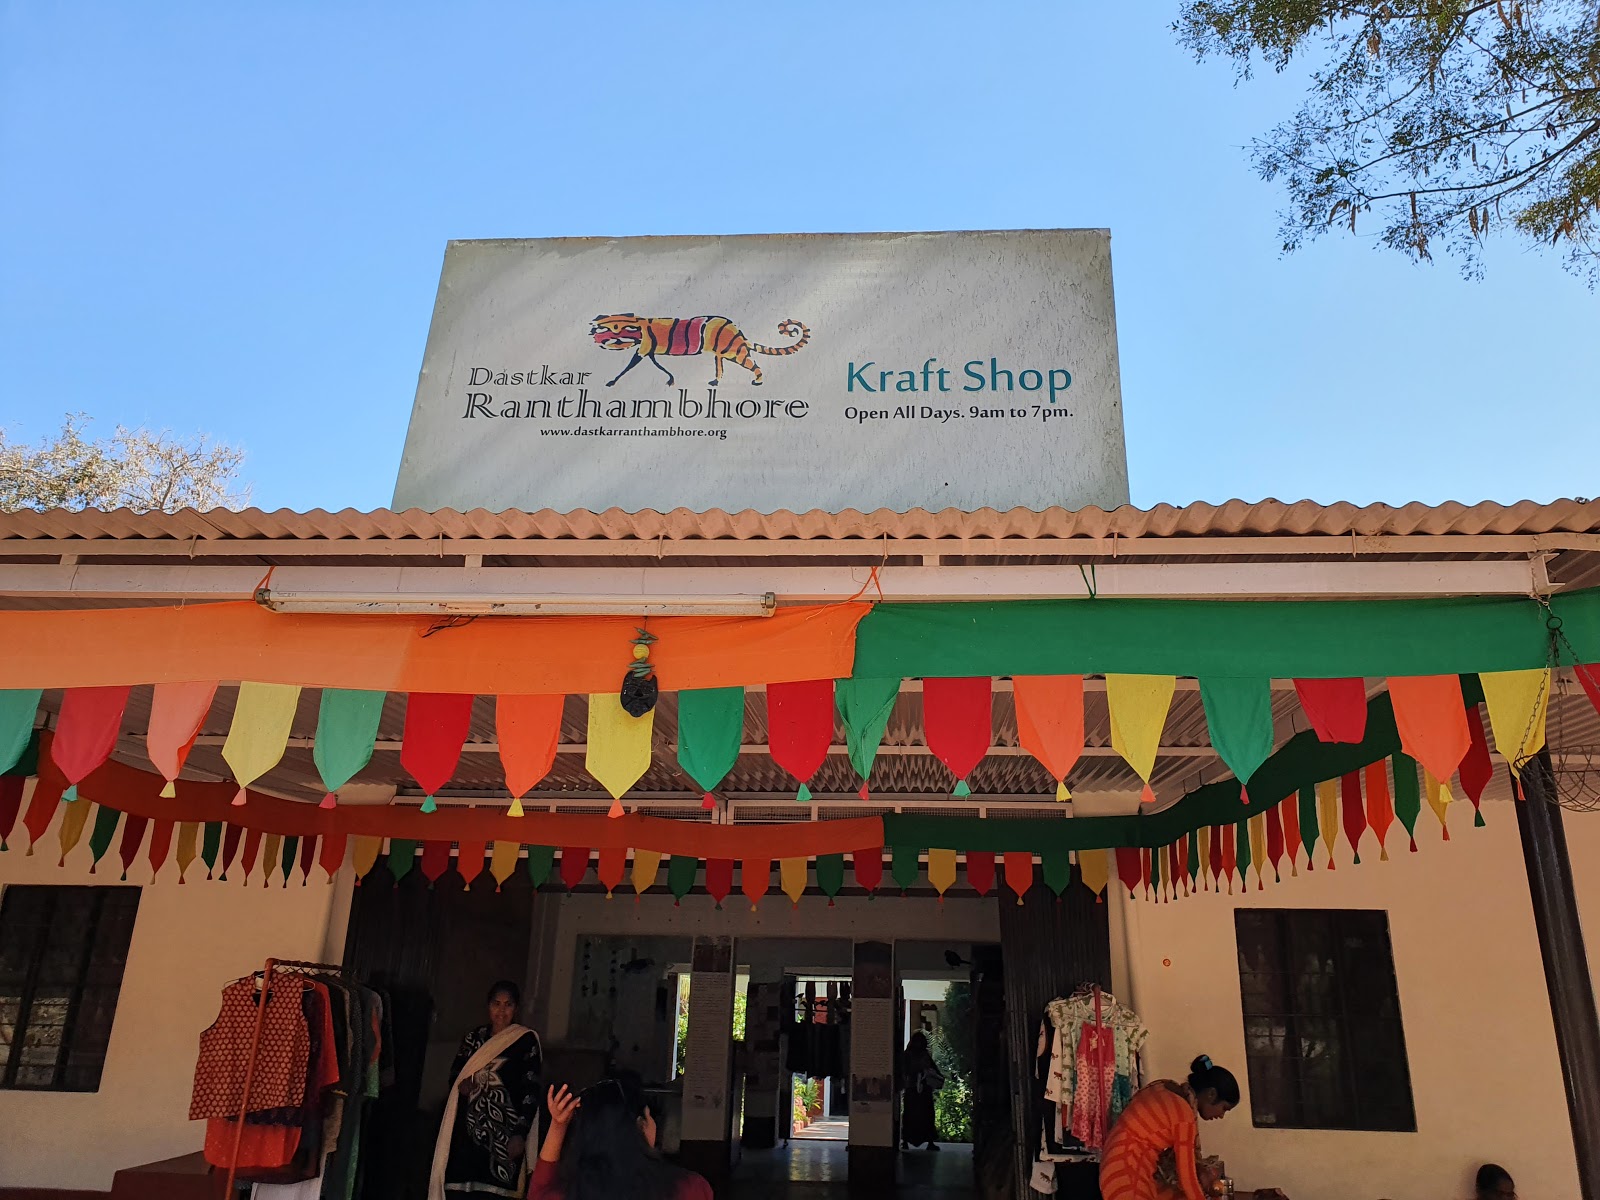 Dastkar
Ranthambhore
www.dastkarranthambhore.org
Kraft Shop
Open All Days. 9am to 7pm.